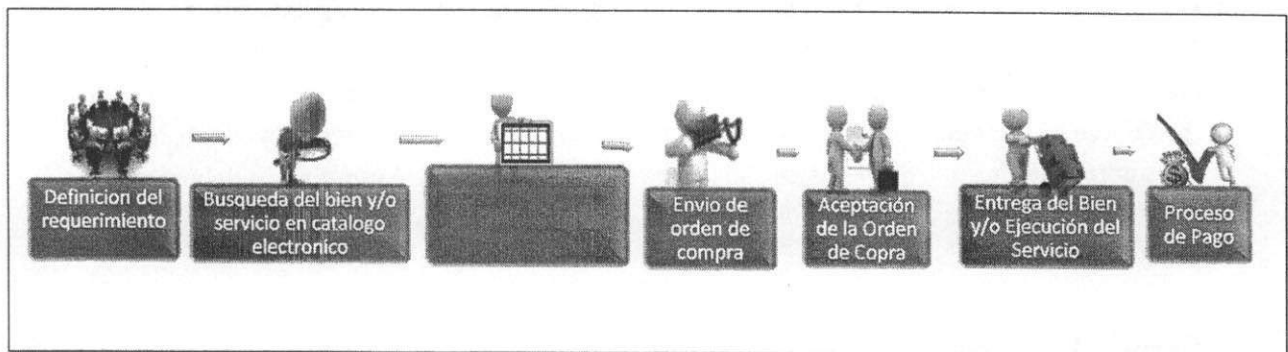 Definicion del
requerimiento
Busqueda del bien y/o
servicio en catalogo
electronico
Envio de
orden de
compra
Aceptación
de la Orden
de Copra
Entrega del Bien
y/o Ejecución del
Servicio
Proceso
de Pago